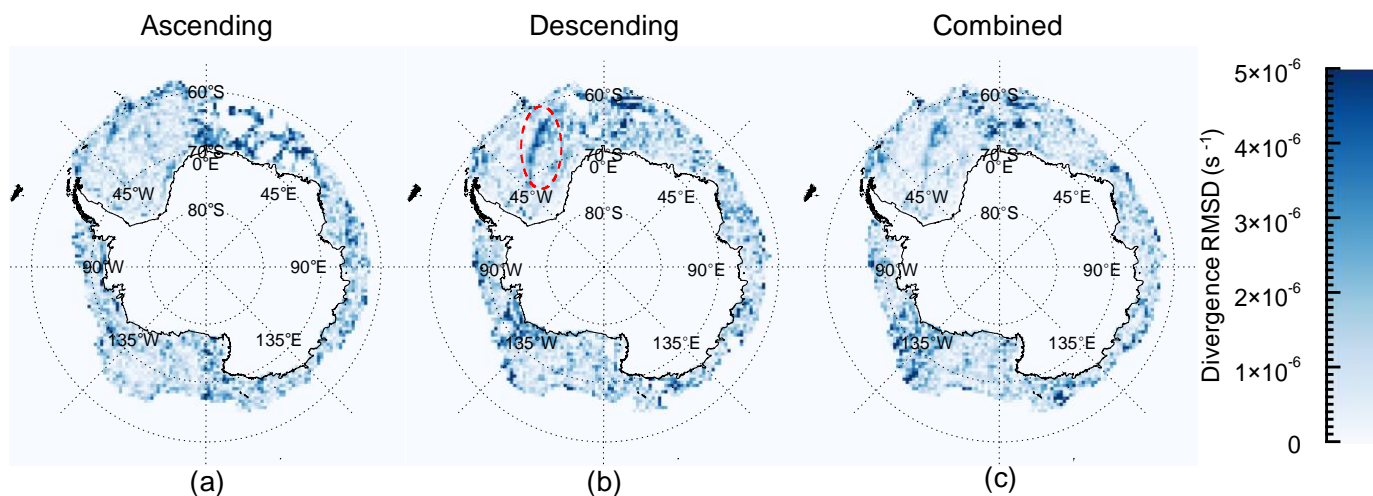 Ascending
Descending
Combined
60°S
70°S
0°E
45°W
45°E
80°S
90°W
90°E
135°W
135°E
60°S
70°S
0°E
45°W
45°E
80°S
90°W
90°E
135°W
135°E
60°S
70°S
0°E
45°W
45°E
80°S
90°W
90°E
135°W
135°E
5×10⁻⁶
4×10⁻⁶
3×10⁻⁶
2×10⁻⁶
1×10⁻⁶
0
Divergence RMSD (s⁻¹)
(a)
(b)
(c)